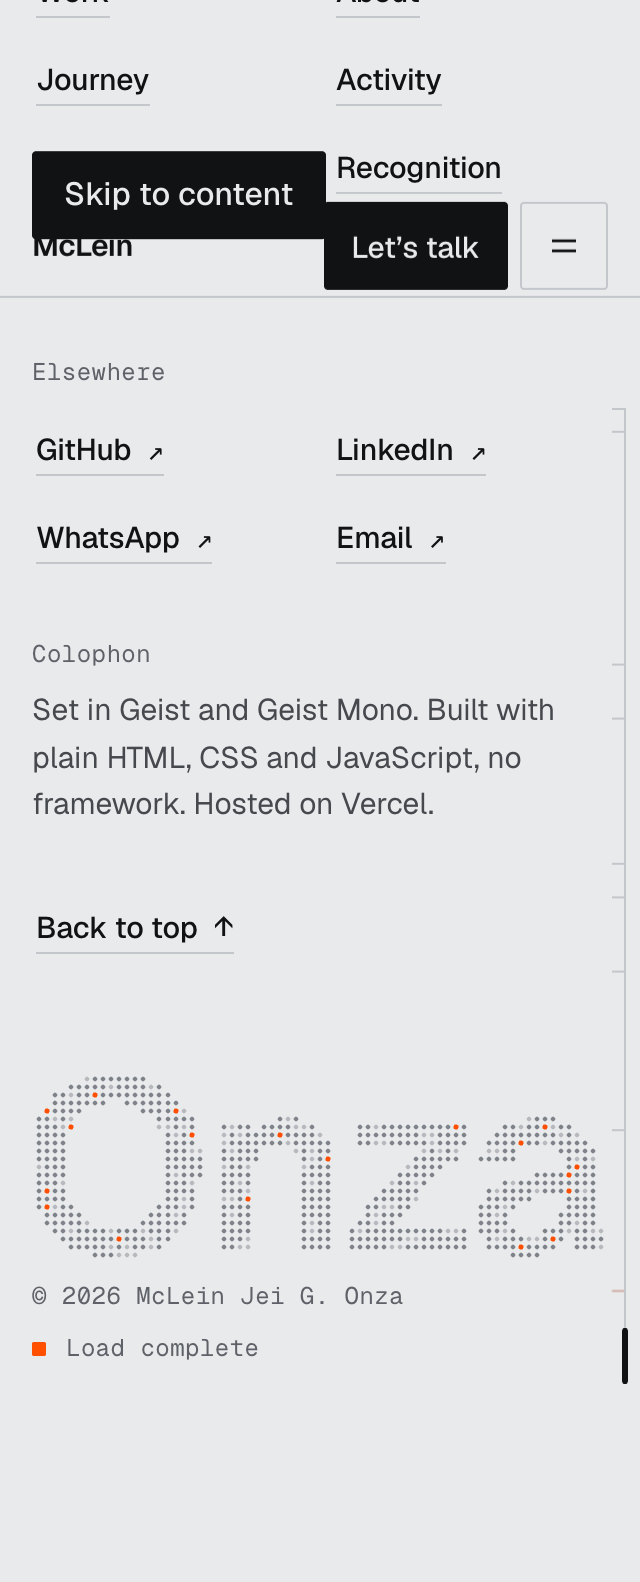 Work
About
Journey
Activity
Recognition
Skip to content
McLein
Let’s talk
Elsewhere
GitHub ↗
LinkedIn ↗
WhatsApp ↗
Email ↗
Colophon
Set in Geist and Geist Mono. Built with
plain HTML, CSS and JavaScript, no
framework. Hosted on Vercel.
Back to top ↑
Onza
© 2026 McLein Jei G. Onza
Load complete